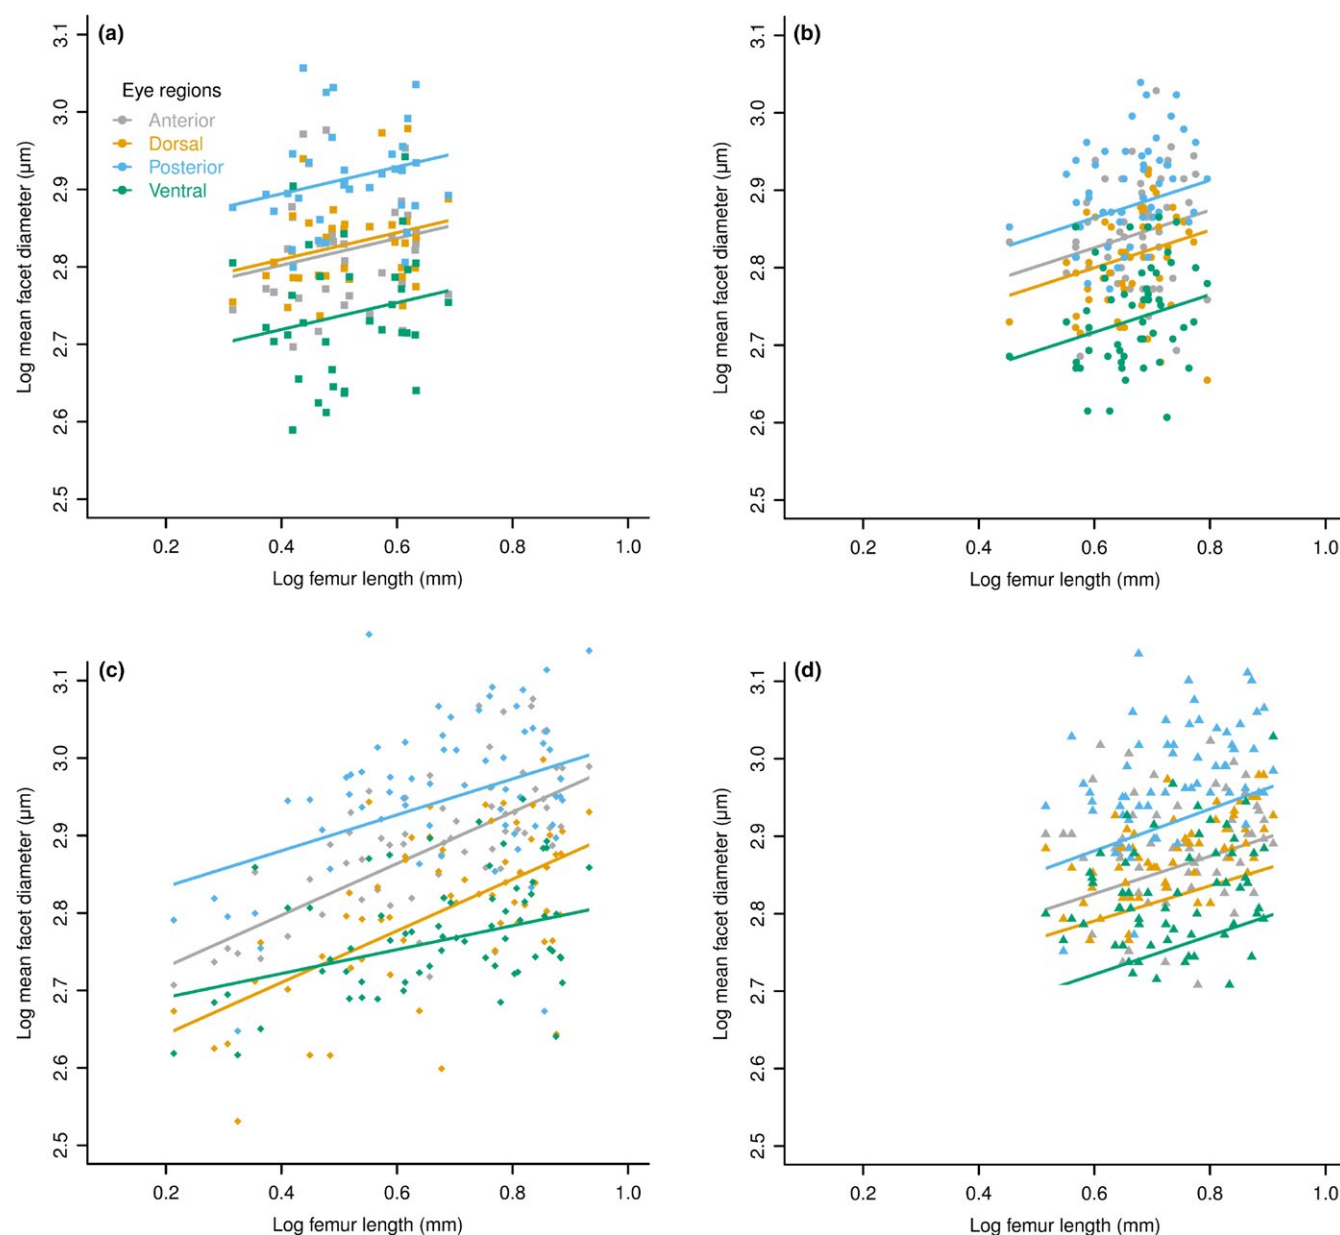 (a)
Log mean facet diameter (µm)
3.1
3.0
2.9
2.8
2.7
2.6
2.5
Eye regions
Anterior
Dorsal
Posterior
Ventral
0.2 0.4 0.6 0.8 1.0
Log femur length (mm)
(b)
Log mean facet diameter (µm)
3.1
3.0
2.9
2.8
2.7
2.6
2.5
0.2 0.4 0.6 0.8 1.0
Log femur length (mm)
(c)
Log mean facet diameter (µm)
3.1
3.0
2.9
2.8
2.7
2.6
2.5
0.2 0.4 0.6 0.8 1.0
Log femur length (mm)
(d)
Log mean facet diameter (µm)
3.1
3.0
2.9
2.8
2.7
2.6
2.5
0.2 0.4 0.6 0.8 1.0
Log femur length (mm)